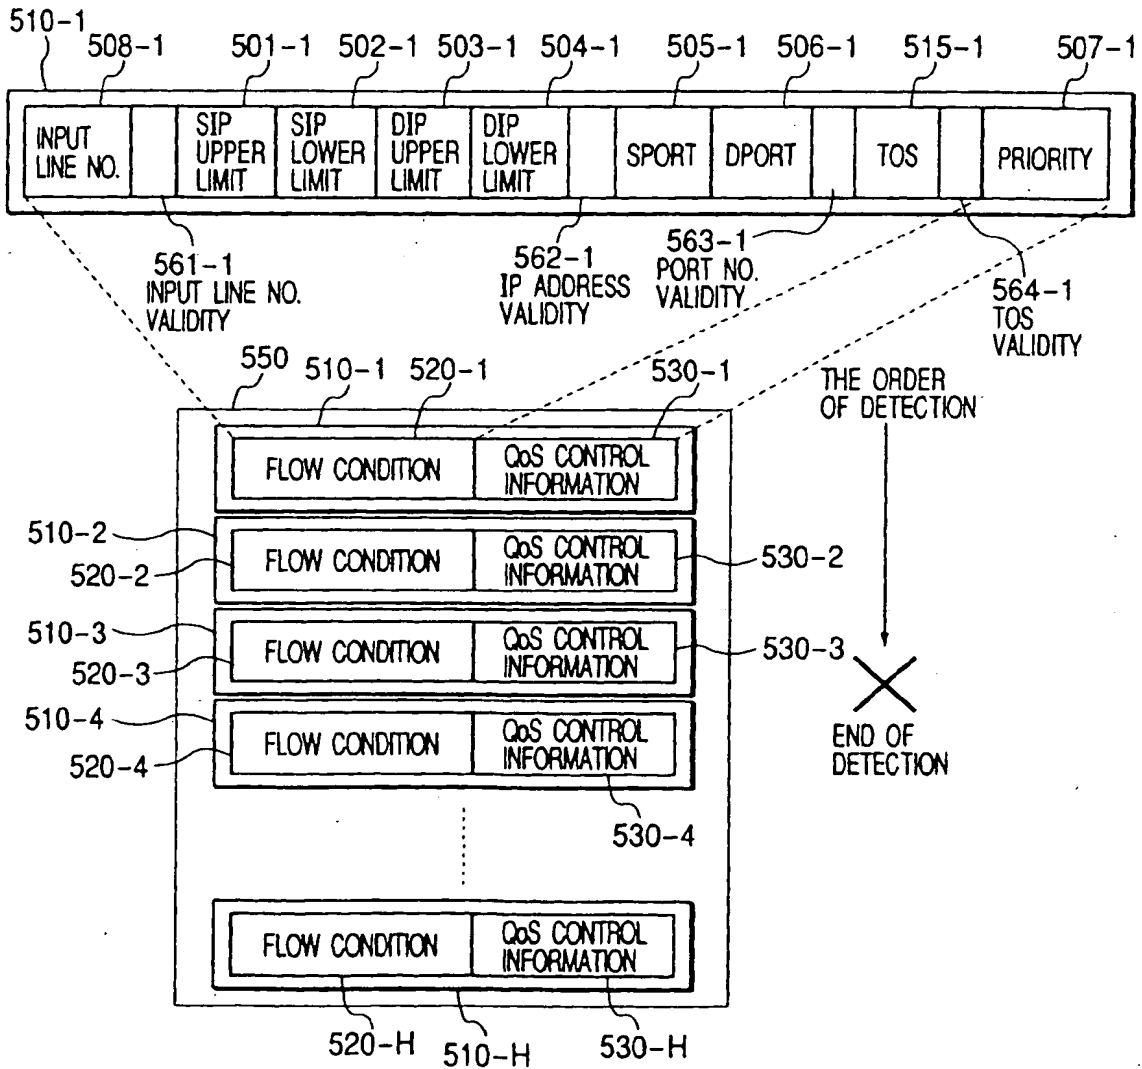 510-1
508-1 501-1 502-1 503-1 504-1 505-1 506-1 515-1 507-1
INPUT LINE NO.
SIP UPPER LIMIT
SIP LOWER LIMIT
DIP UPPER LIMIT
DIP LOWER LIMIT
SPORT
DPORT
TOS
PRIORITY
561-1
INPUT LINE NO.
VALIDITY
562-1
IP ADDRESS
VALIDITY
563-1
PORT NO.
VALIDITY
564-1
TOS
VALIDITY
550
510-1
520-1
530-1
THE ORDER
OF DETECTION
FLOW CONDITION
QoS CONTROL
INFORMATION
510-2
520-2
FLOW CONDITION
QoS CONTROL
INFORMATION
530-2
510-3
520-3
FLOW CONDITION
QoS CONTROL
INFORMATION
530-3
510-4
520-4
FLOW CONDITION
QoS CONTROL
INFORMATION
530-4
END OF
DETECTION
FLOW CONDITION
QoS CONTROL
INFORMATION
520-H
510-H
530-H